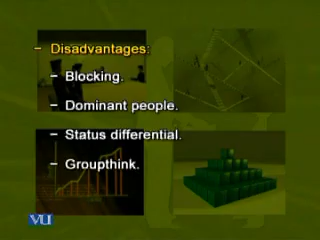 – Disadvantages:
– Blocking.
– Dominant people.
– Status differential.
– Groupthink.
VU